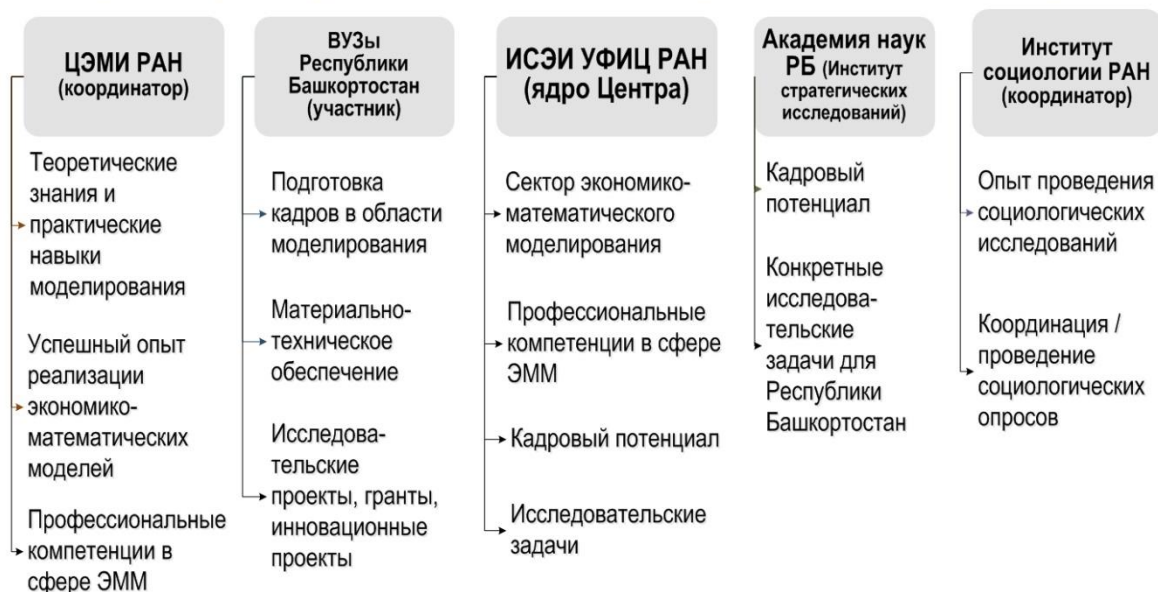 ЦЭМИ РАН
(координатор)
Теоретические
знания и
практические
навыки
моделирования
Успешный опыт
реализации
экономико-
математических
моделей
Профессиональные
компетенции в
сфере ЭММ
ВУЗы
Республики
Башкортостан
(участник)
Подготовка
кадров в области
моделирования
Материально-
техническое
обеспечение
Исследова-
тельские
проекты, гранты,
инновационные
проекты
ИСЭИ УФИЦ РАН
(ядро Центра)
Сектор экономико-
математического
моделирования
Профессиональные
компетенции в сфере
ЭММ
Кадровый потенциал
Исследовательские
задачи
Академия наук
РБ (Институт
стратегических
исследований)
Кадровый
потенциал
Конкретные
исследова-
тельские
задачи для
Республики
Башкортостан
Институт
социологии РАН
(координатор)
Опыт проведения
социологических
исследований
Координация /
проведение
социологических
опросов